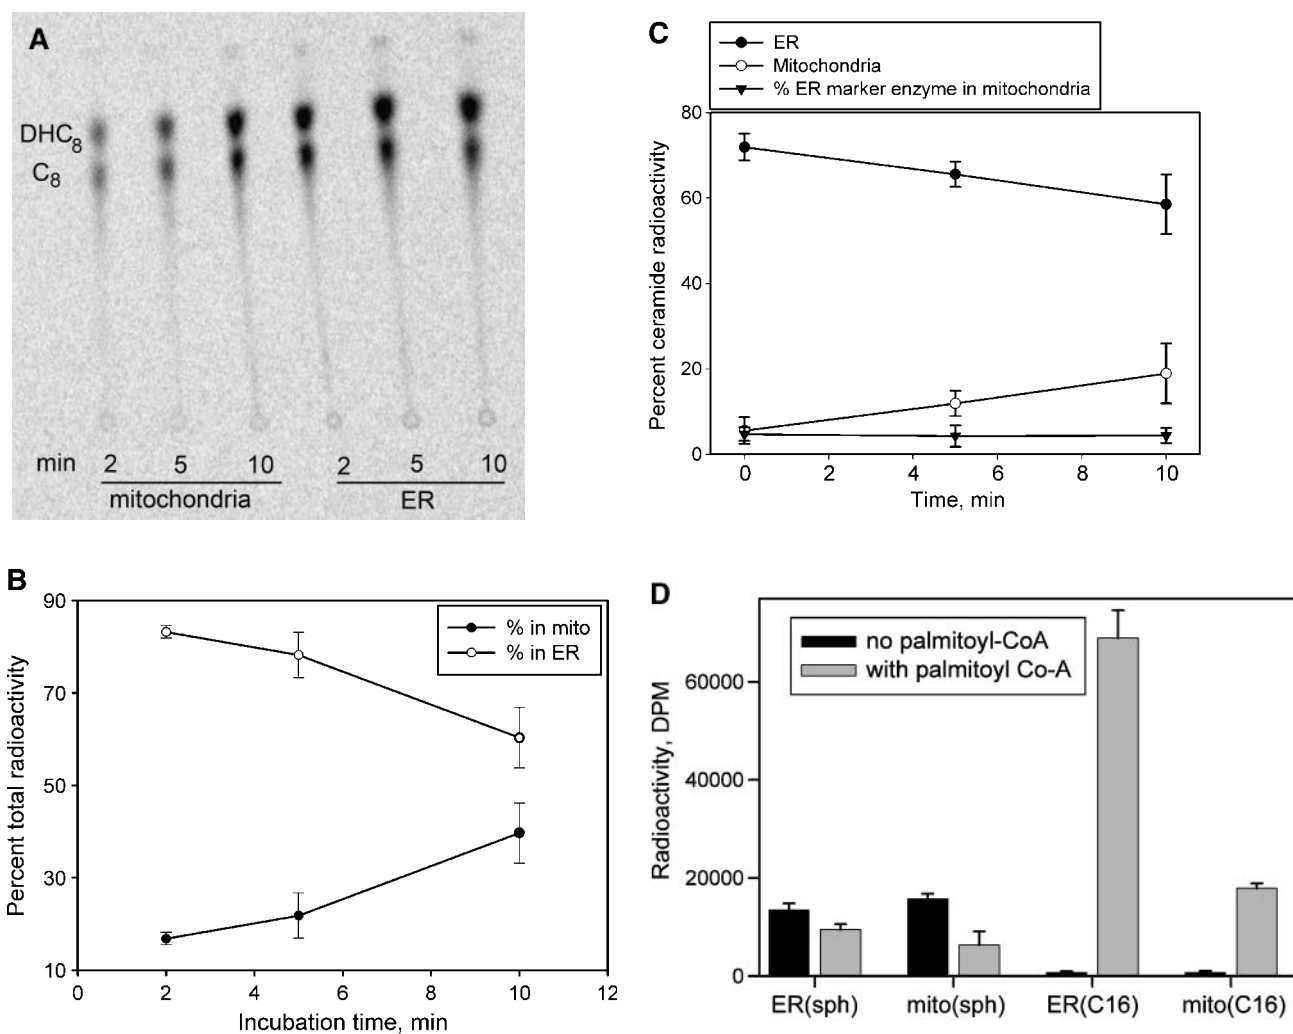 A
DHC8
C8
min 2 5 10 2 5 10
mitochondria ER
B
90
70
50
30
10
0 2 4 6 8 10 12
Percent total radioactivity
Incubation time, min
% in mito
% in ER
C
ER
Mitochondria
% ER marker enzyme in mitochondria
80
60
40
20
0
0 2 4 6 8 10
Percent ceramide radioactivity
Time, min
D
no palmitoyl-CoA
with palmitoyl Co-A
60000
40000
20000
0
Radioactivity, DPM
ER(sph) mito(sph) ER(C16) mito(C16)